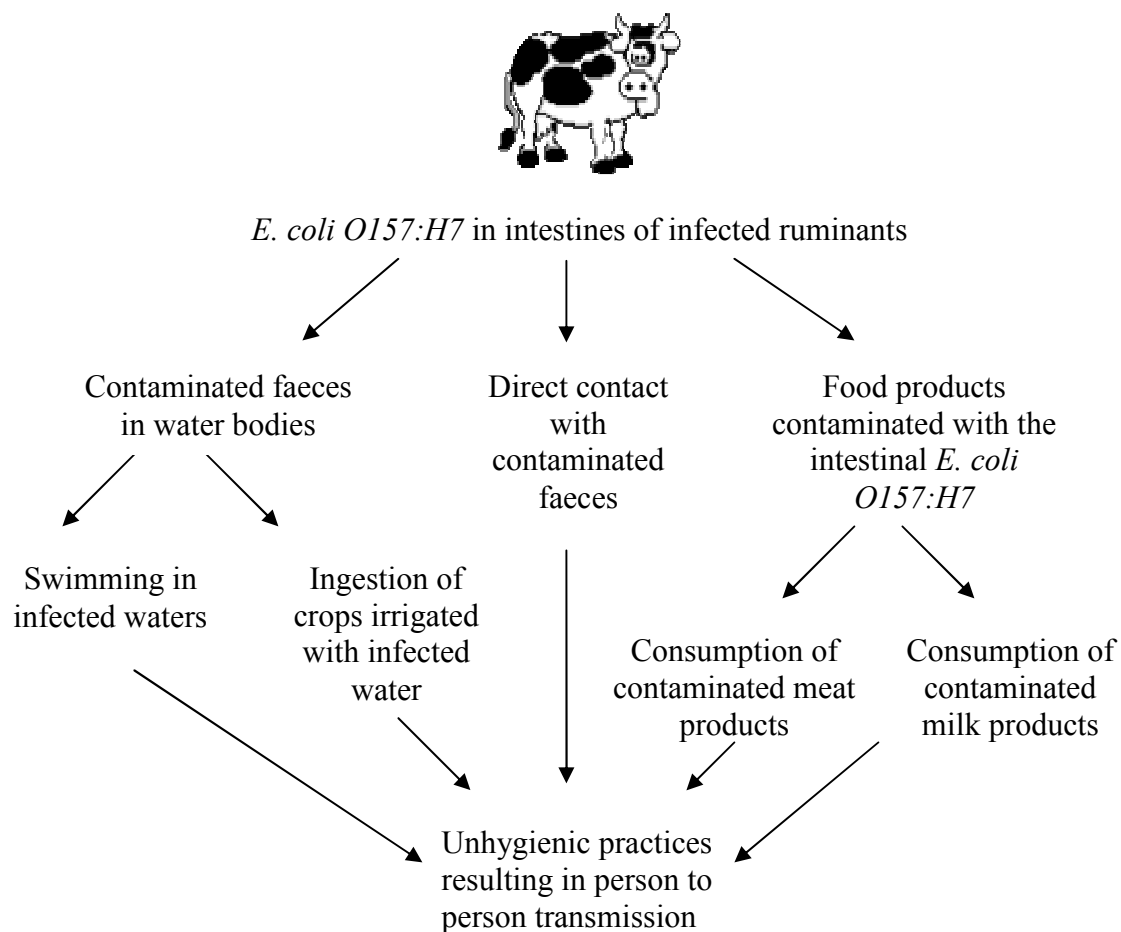 E. coli O157:H7 in intestines of infected ruminants
Contaminated faeces
in water bodies
Direct contact
with
contaminated
faeces
Food products
contaminated with the
intestinal E. coli
O157:H7
Swimming in
infected waters
Ingestion of
crops irrigated
with infected
water
Consumption of
contaminated meat
products
Consumption of
contaminated
milk products
Unhygienic practices
resulting in person to
person transmission